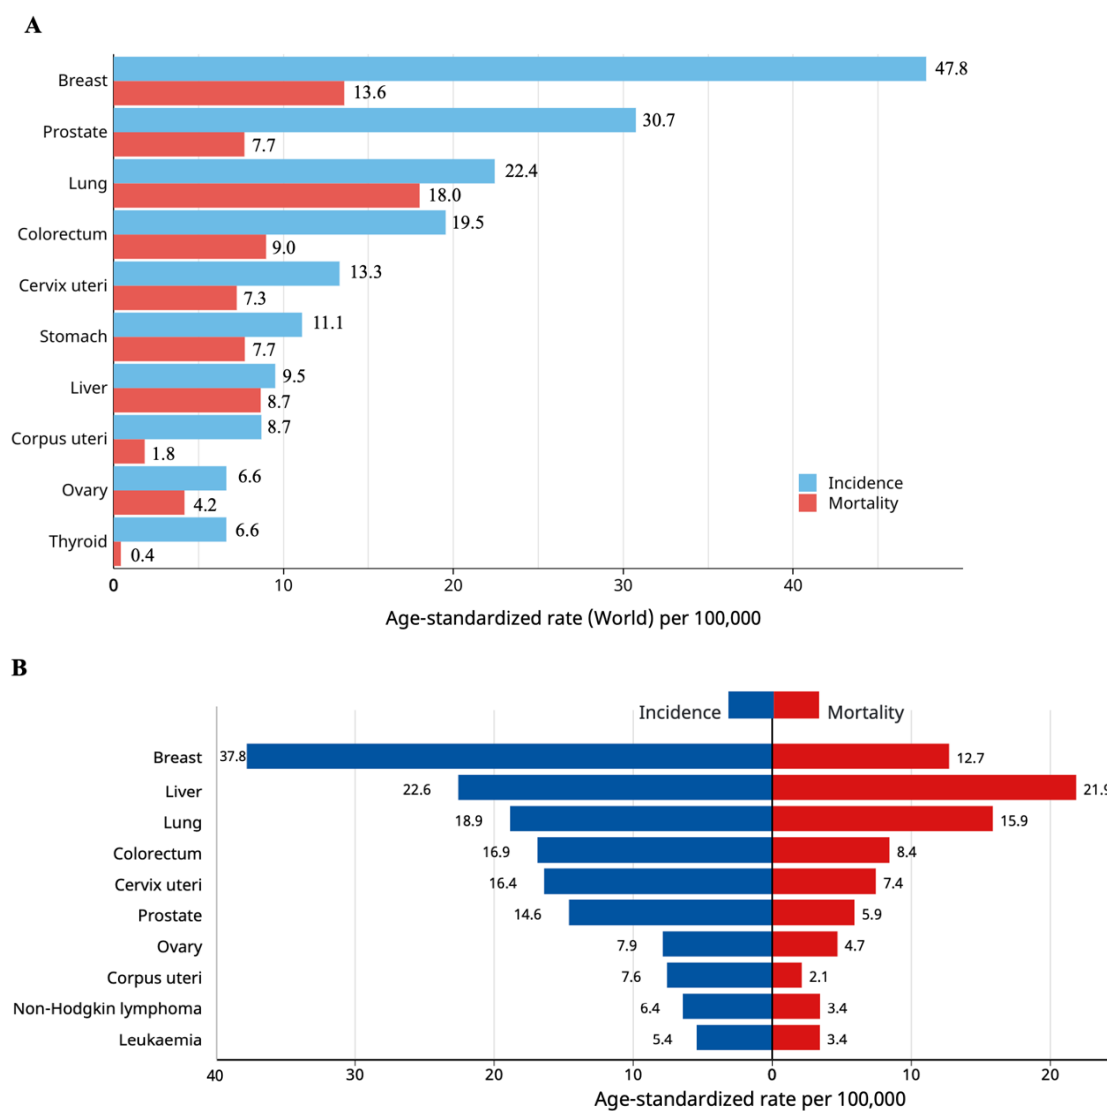 A
Breast 47.8
13.6
Prostate 30.7
7.7
Lung 22.4
18.0
Colorectum 19.5
9.0
Cervix uteri 13.3
7.3
Stomach 11.1
7.7
Liver 9.5
8.7
Corpus uteri 8.7
1.8
Ovary 6.6
4.2
Thyroid 6.6
0.4
Incidence
Mortality
0 10 20 30 40
Age-standardized rate (World) per 100,000
B
Incidence Mortality
Breast 37.8 12.7
Liver 22.6 21.9
Lung 18.9 15.9
Colorectum 16.9 8.4
Cervix uteri 16.4 7.4
Prostate 14.6 5.9
Ovary 7.9 4.7
Corpus uteri 7.6 2.1
Non-Hodgkin lymphoma 6.4 3.4
Leukaemia 5.4 3.4
40 30 20 10 0 10 20
Age-standardized rate per 100,000